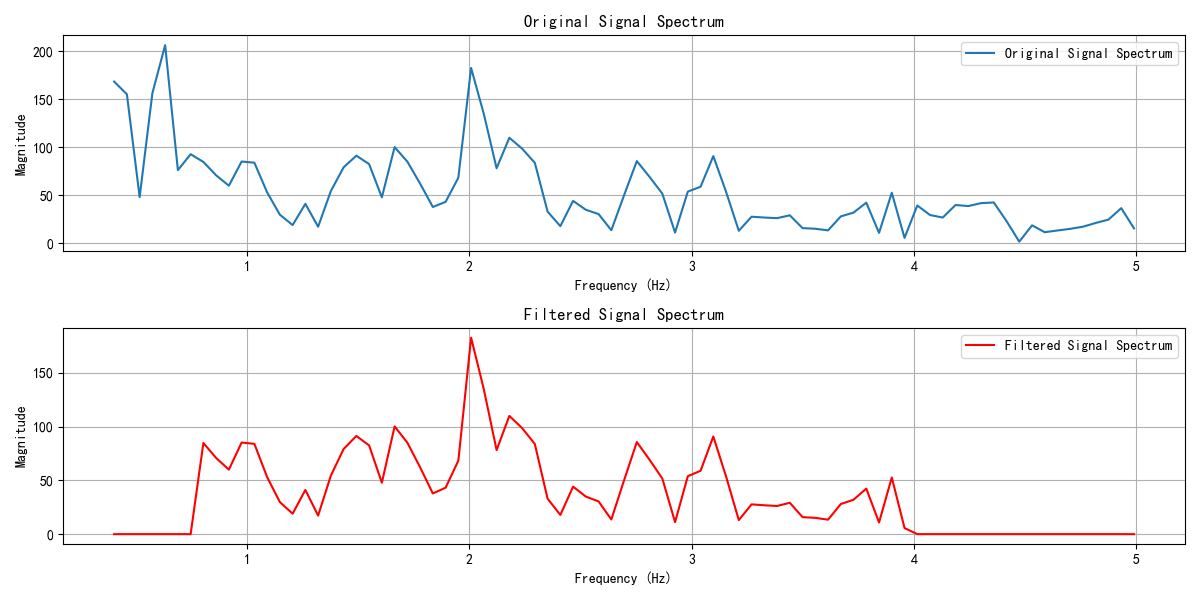 Original Signal Spectrum
Original Signal Spectrum
200
150
100
50
0
Magnitude
1 2 3 4 5
Frequency (Hz)
Filtered Signal Spectrum
Filtered Signal Spectrum
150
100
50
0
Magnitude
1 2 3 4 5
Frequency (Hz)